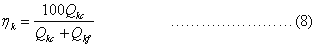 η_k = 100Q_kc / (Q_kc + Q_kf) ........................(8)